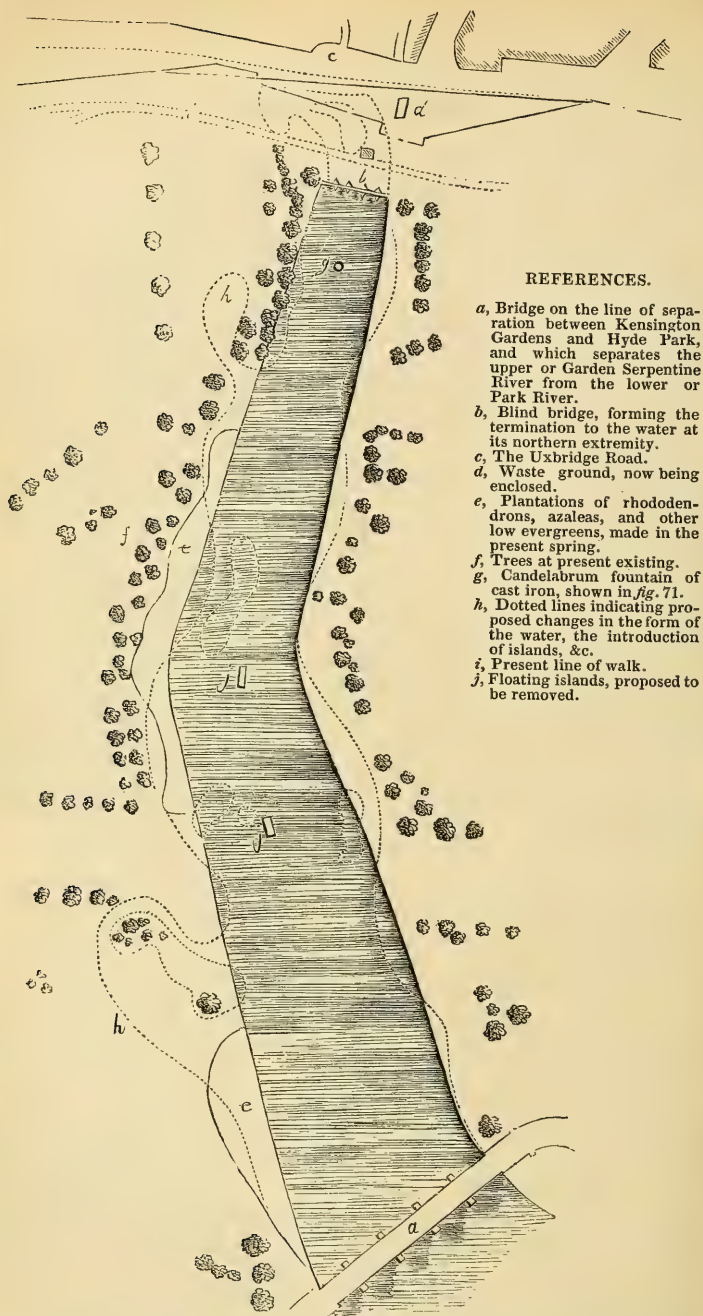 c
d
b
g
h
REFERENCES.
a, Bridge on the line of sepa-
ration between Kensington
Gardens and Hyde Park,
and which separates the
upper or Garden Serpentine
River from the lower or
Park River.
b, Blind bridge, forming the
termination to the water at
its northern extremity.
c, The Uxbridge Road.
d, Waste ground, now being
enclosed.
e, Plantations of rhododen-
drons, azaleas, and other
low evergreens, made in the
present spring.
f, Trees at present existing.
g, Candelabrum fountain of
cast iron, shown in fig. 71.
h, Dotted lines indicating pro-
posed changes in the form of
the water, the introduction
of islands, &c.
i, Present line of walk.
j, Floating islands, proposed to
be removed.
f
e
j
j
h
e
a